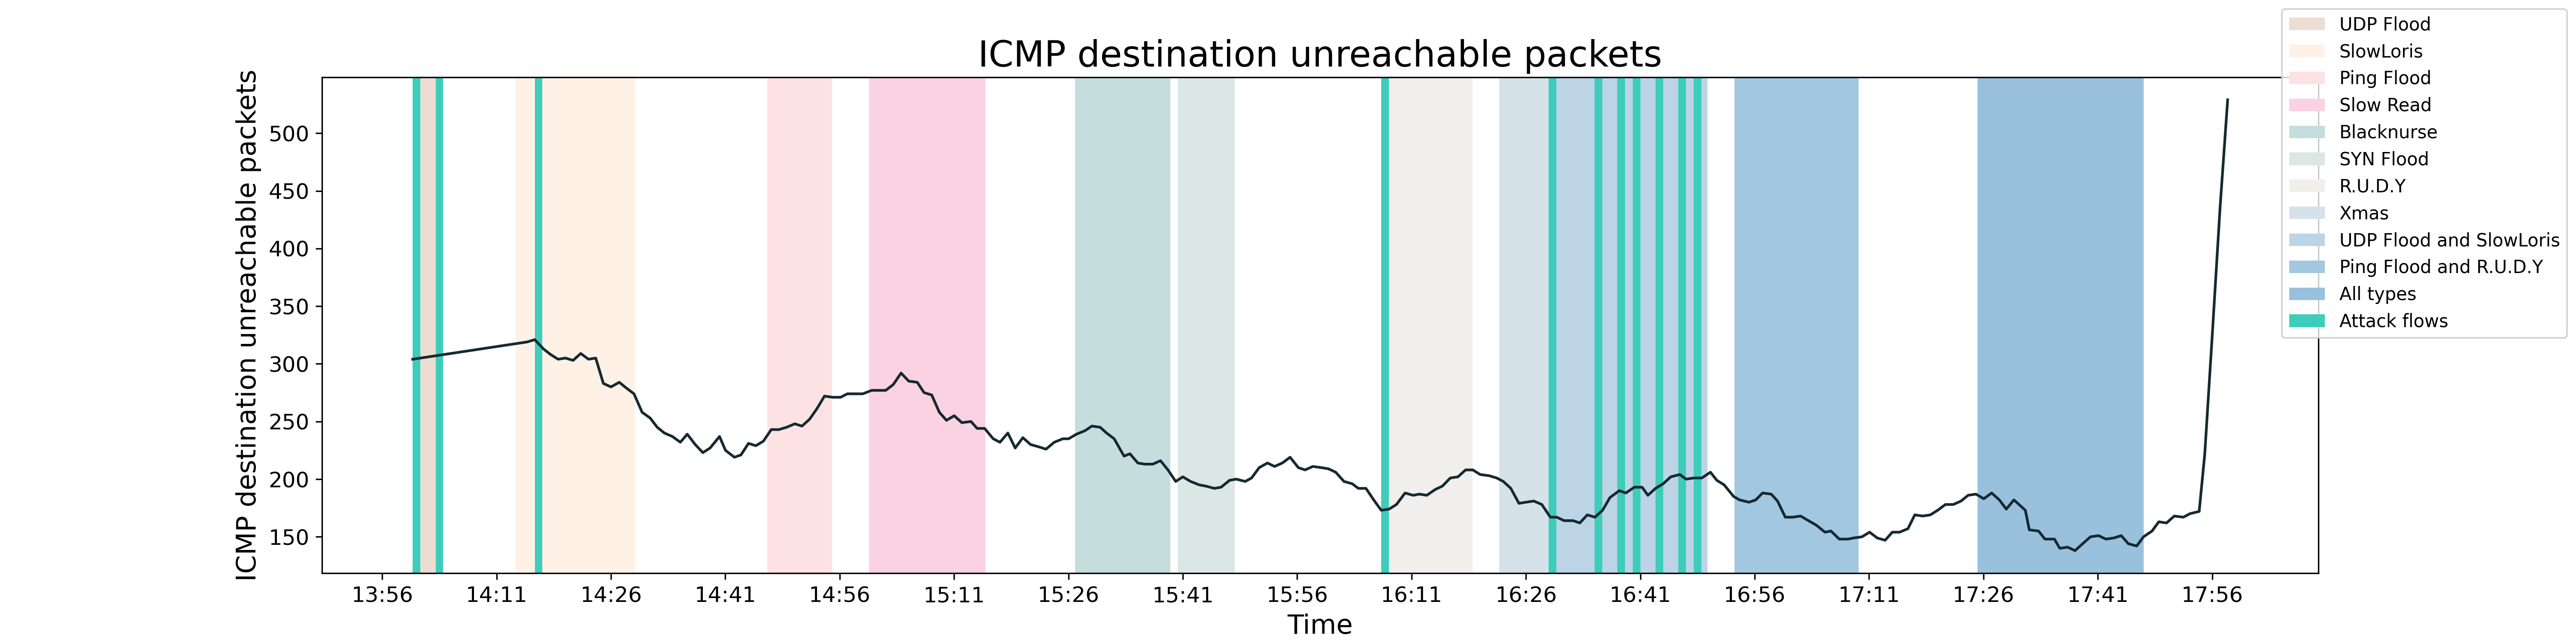 ICMP destination unreachable packets
ICMP destination unreachable packets
500
450
400
350
300
250
200
150
13:56 14:11 14:26 14:41 14:56 15:11 15:26 15:41 15:56 16:11 16:26 16:41 16:56 17:11 17:26 17:41 17:56
Time
UDP Flood
SlowLoris
Ping Flood
Slow Read
Blacknurse
SYN Flood
R.U.D.Y
Xmas
UDP Flood and SlowLoris
Ping Flood and R.U.D.Y
All types
Attack flows